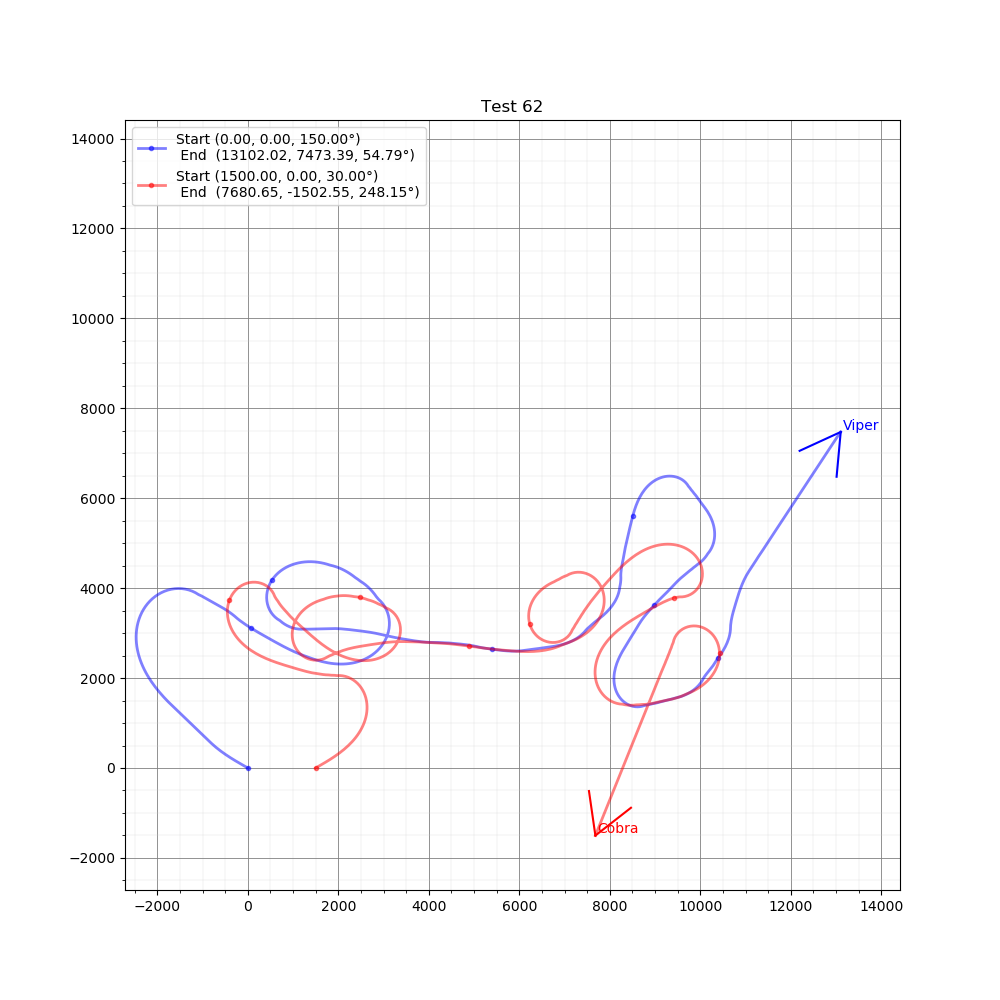 Test 62
Start (0.00, 0.00, 150.00°)
End (13102.02, 7473.39, 54.79°)
Start (1500.00, 0.00, 30.00°)
End (7680.65, -1502.55, 248.15°)
14000
12000
10000
8000
6000
4000
2000
0
−2000
Viper
Cobra
−2000 0 2000 4000 6000 8000 10000 12000 14000